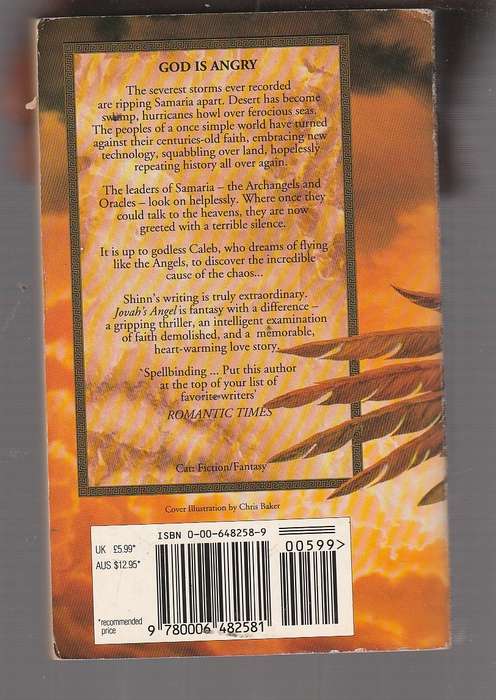 GOD IS ANGRY
The severest storms ever recorded
are ripping Samaria apart. Desert has become
swamp, hurricanes howl over ferocious seas.
The peoples of a once simple world have turned
against their centuries-old faith, embracing new
technology, squabbling over land, hopelessly
repeating history all over again.
The leaders of Samaria – the Archangels and
Oracles – look on helplessly. Where once they
could talk to the heavens, they are now
greeted with a terrible silence.
It is up to godless Caleb, who dreams of flying
like the Angels, to discover the incredible
cause of the chaos...
Shinn's writing is truly extraordinary.
Jovah's Angel is fantasy with a difference –
a gripping thriller, an intelligent examination
of faith demolished, and a memorable,
heart-warming love story.
'Spellbinding ... Put this author
at the top of your list of
favorite writers'
ROMANTIC TIMES
Cat: Fiction/Fantasy
Cover Illustration by Chris Baker
ISBN 0-00-648258-9
UK £5.99*
AUS $12.95*
00599>
*recommended
price
9 780006 482581